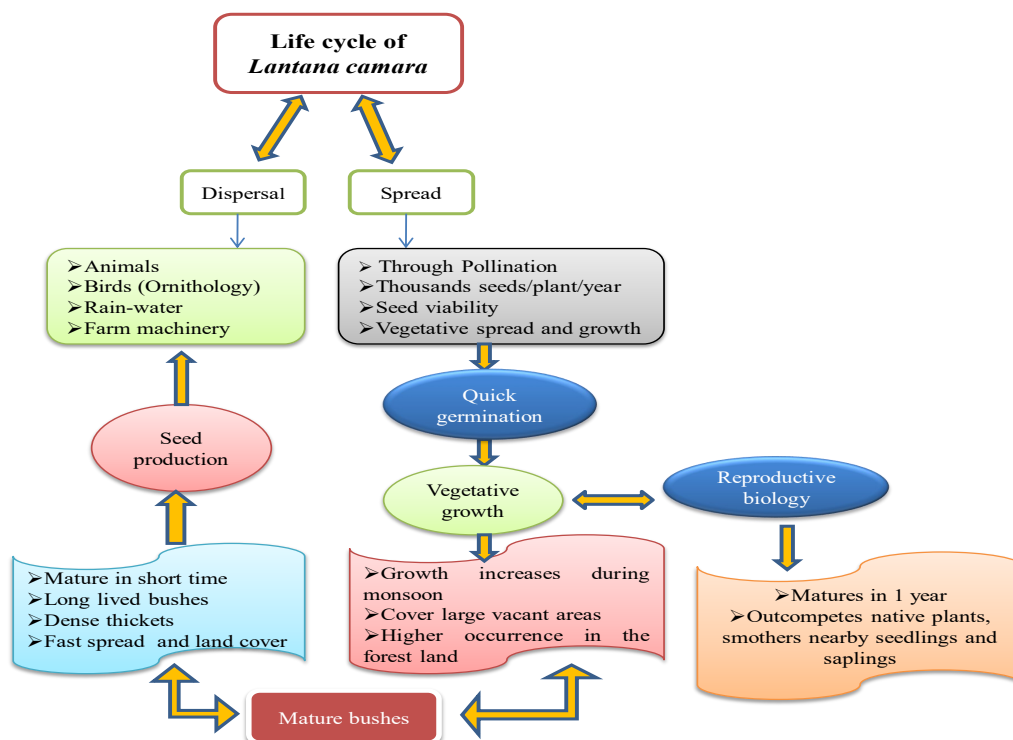 Life cycle of
Lantana camara
Dispersal
Spread
➢Animals
➢Birds (Ornithology)
➢Rain-water
➢Farm machinery
➢Through Pollination
➢Thousands seeds/plant/year
➢Seed viability
➢Vegetative spread and growth
Quick
germination
Seed
production
Vegetative
growth
Reproductive
biology
➢Mature in short time
➢Long lived bushes
➢Dense thickets
➢Fast spread and land cover
➢Growth increases during
monsoon
➢Cover large vacant areas
➢Higher occurrence in the
forest land
➢Matures in 1 year
➢Outcompetes native plants,
smothers nearby seedlings and
saplings
Mature bushes